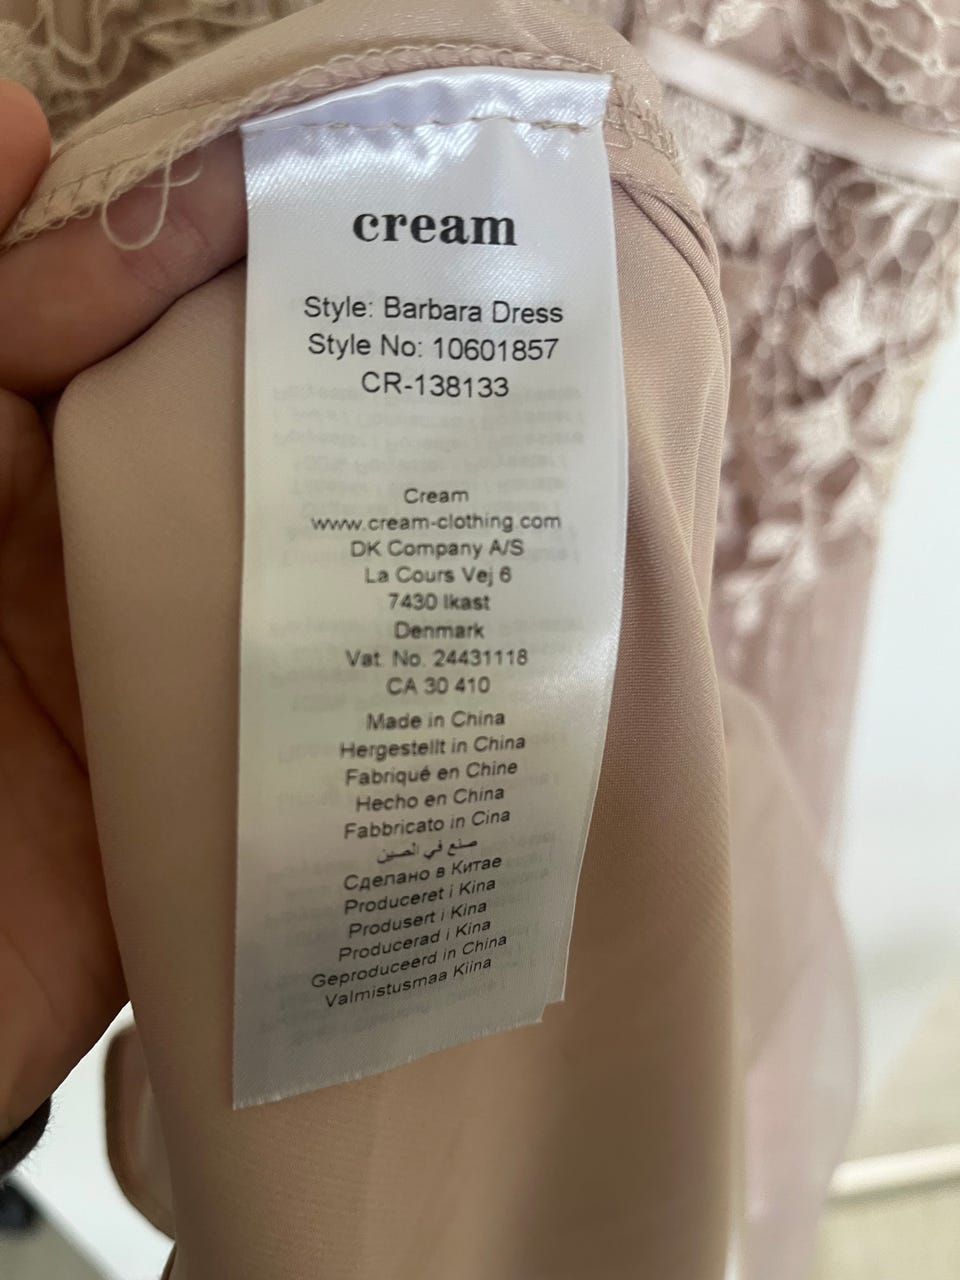 cream
Style: Barbara Dress
Style No: 10601857
CR-138133
Cream
www.cream-clothing.com
DK Company A/S
La Cours Vej 6
7430 Ikast
Denmark
Vat. No. 24431118
CA 30 410
Made in China
Hergestellt in China
Fabriqué en Chine
Hecho en China
Fabbricato in Cina
صنع في الصين
Сделано в Китае
Produceret i Kina
Produsert i Kina
Producerad i Kina
Geproduceerd in China
Valmistusmaa Kiina